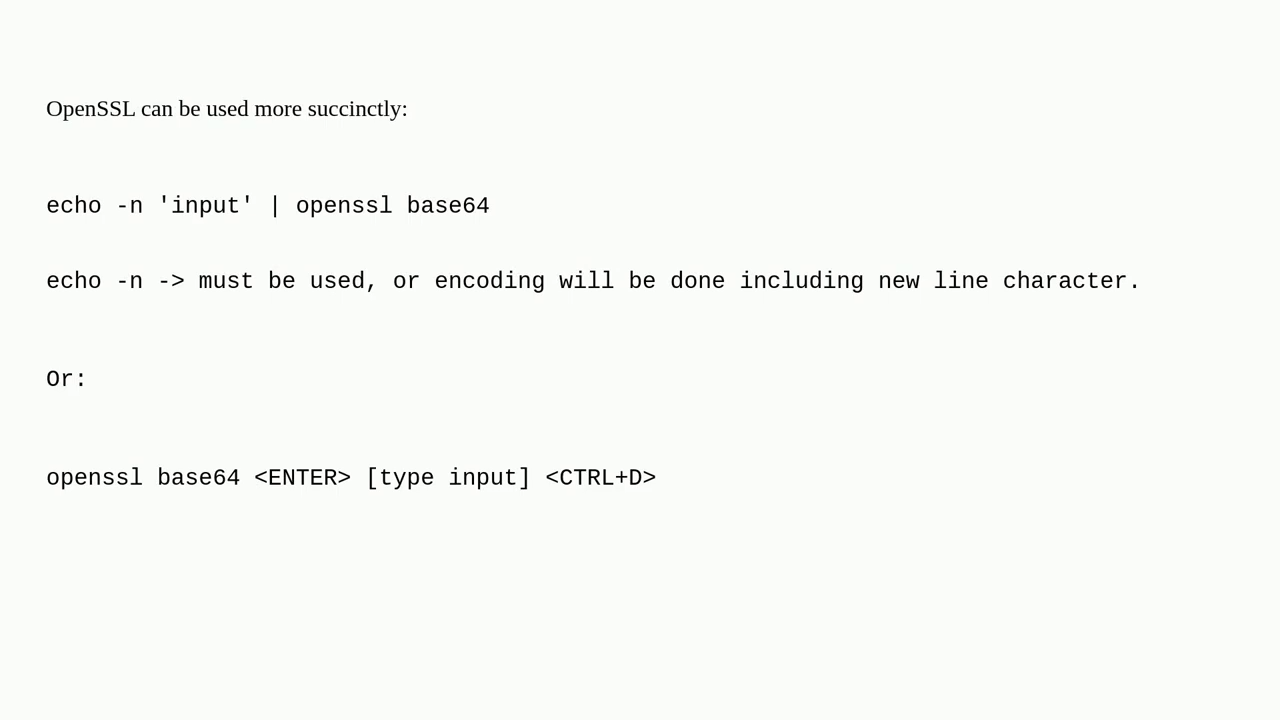 OpenSSL can be used more succinctly:
echo -n 'input' | openssl base64
echo -n -> must be used, or encoding will be done including new line character.
Or:
openssl base64 <ENTER> [type input] <CTRL+D>